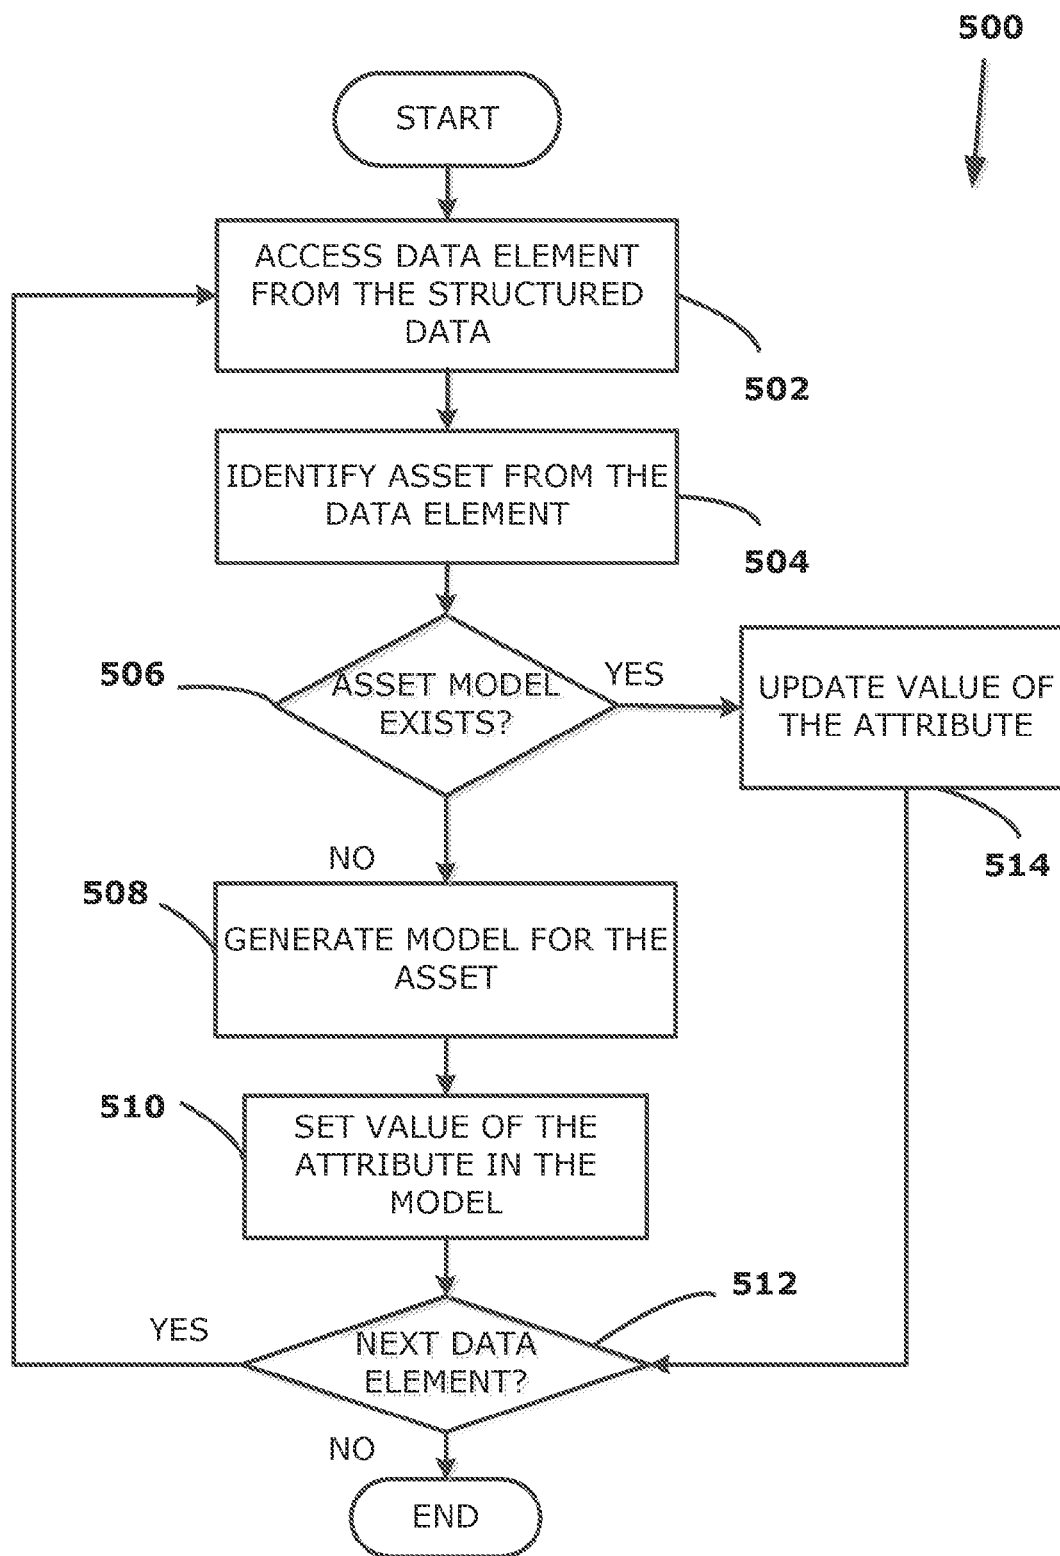 500
START
ACCESS DATA ELEMENT
FROM THE STRUCTURED
DATA
502
IDENTIFY ASSET FROM THE
DATA ELEMENT
504
506
ASSET MODEL
EXISTS?
YES
UPDATE VALUE OF
THE ATTRIBUTE
514
NO
508
GENERATE MODEL FOR THE
ASSET
510
SET VALUE OF THE
ATTRIBUTE IN THE
MODEL
512
YES
NEXT DATA
ELEMENT?
NO
END